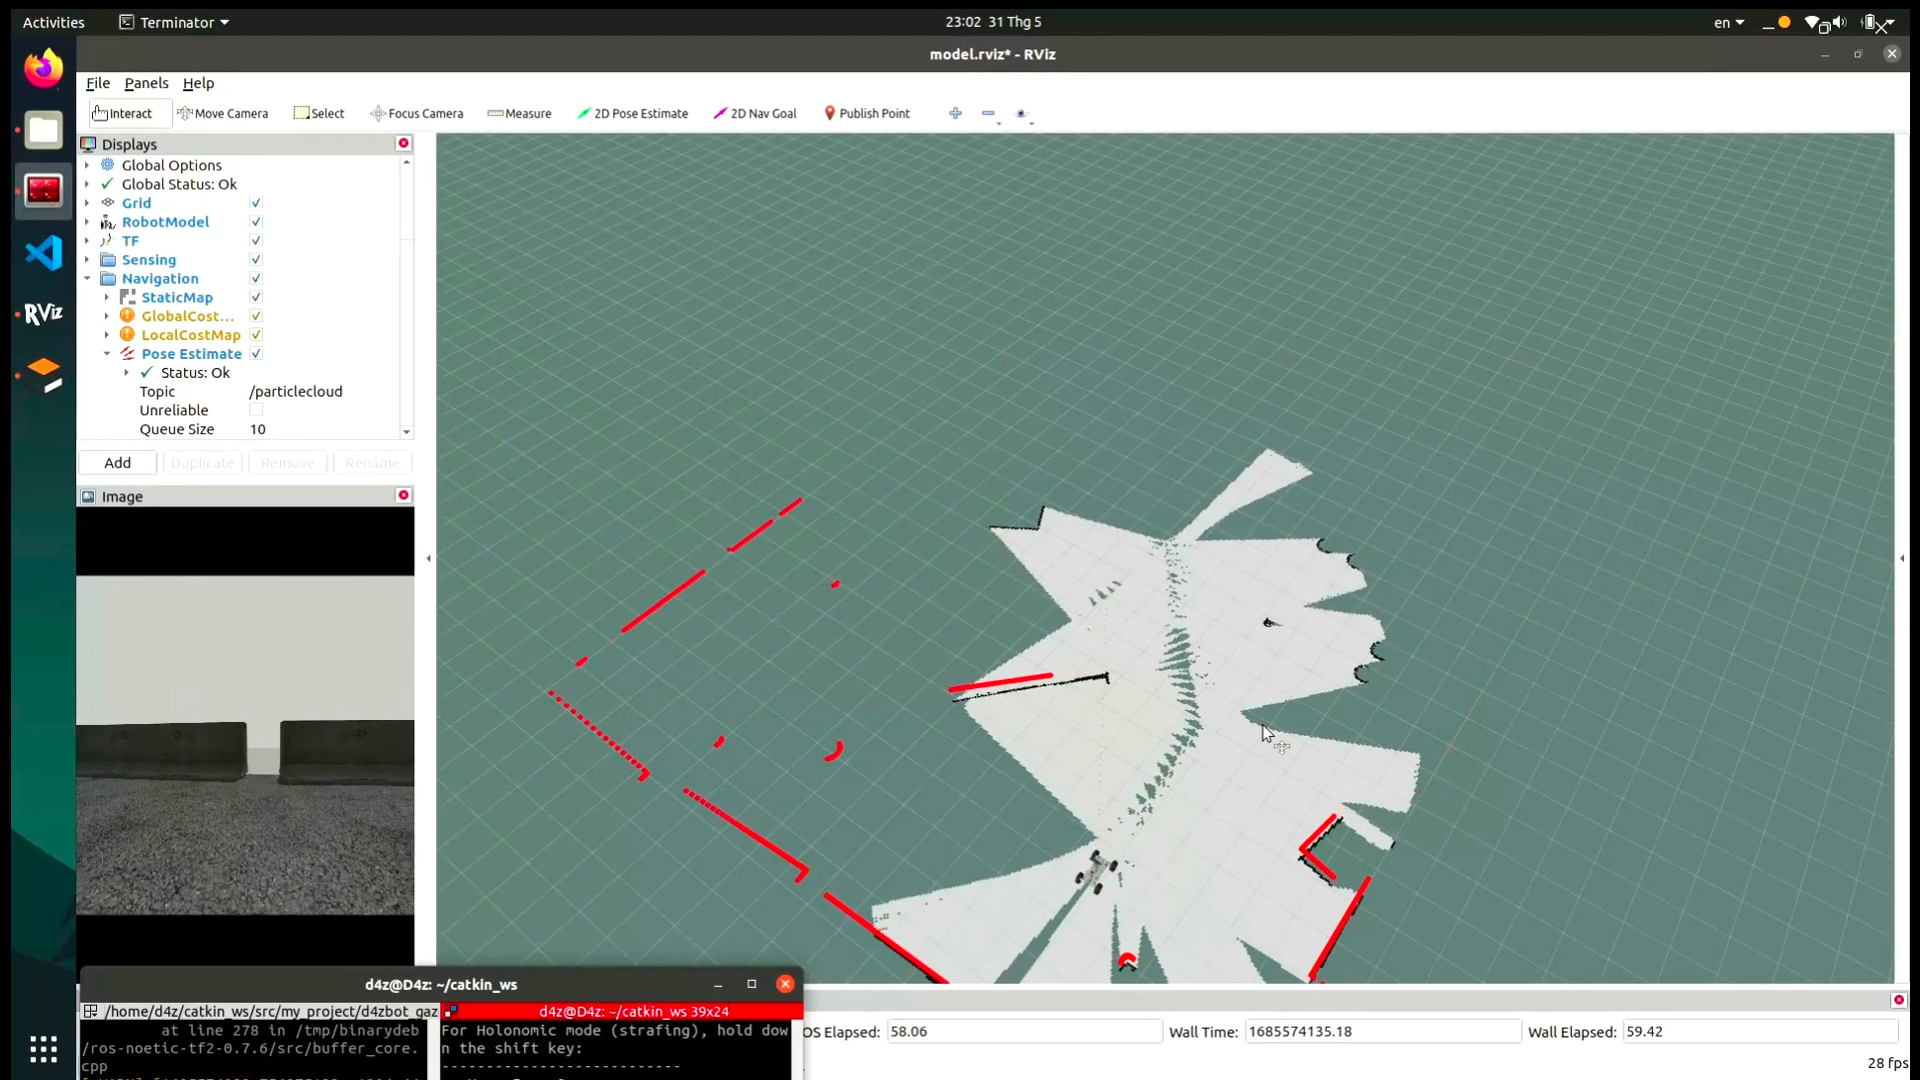 Activities Terminator 23:02 31 Thg 5 en
model.rviz* - RViz
File Panels Help
Interact Move Camera Select Focus Camera Measure 2D Pose Estimate 2D Nav Goal Publish Point
Displays
Global Options
Global Status: Ok
Grid
RobotModel
TF
Sensing
Navigation
StaticMap
GlobalCost...
LocalCostMap
Pose Estimate
Status: Ok
Topic /particlecloud
Unreliable
Queue Size 10
Add Duplicate Remove Rename
Image
RViz
d4z@D4z: ~/catkin_ws
/home/d4z/catkin_ws/src/my_project/d4zbot_gaz
at line 278 in /tmp/binarydeb
/ros-noetic-tf2-0.7.6/src/buffer_core.
cpp
d4z@D4z: ~/catkin_ws 39x24
For Holonomic mode (strafing), hold dow
n the shift key:
---------------------------
OS Elapsed: 58.06 Wall Time: 1685574135.18 Wall Elapsed: 59.42
28 fps